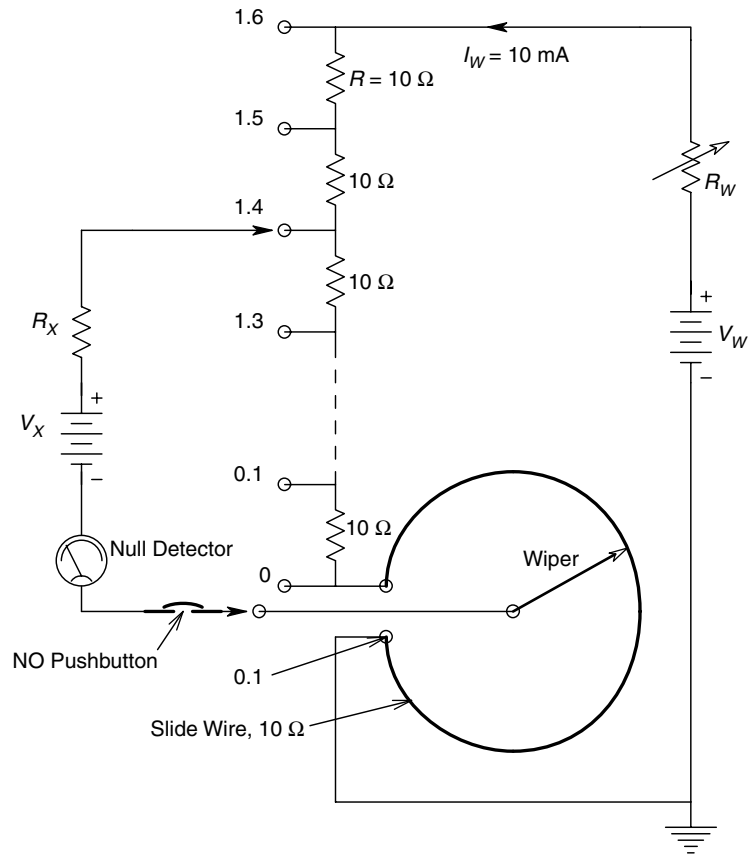 1.6
I_W = 10 mA
R = 10 Ω
1.5
10 Ω
R_W
1.4
10 Ω
R_X
1.3
+
V_W
−
+
V_X
−
0.1
10 Ω
Null Detector
Wiper
0
NO Pushbutton
0.1
Slide Wire, 10 Ω